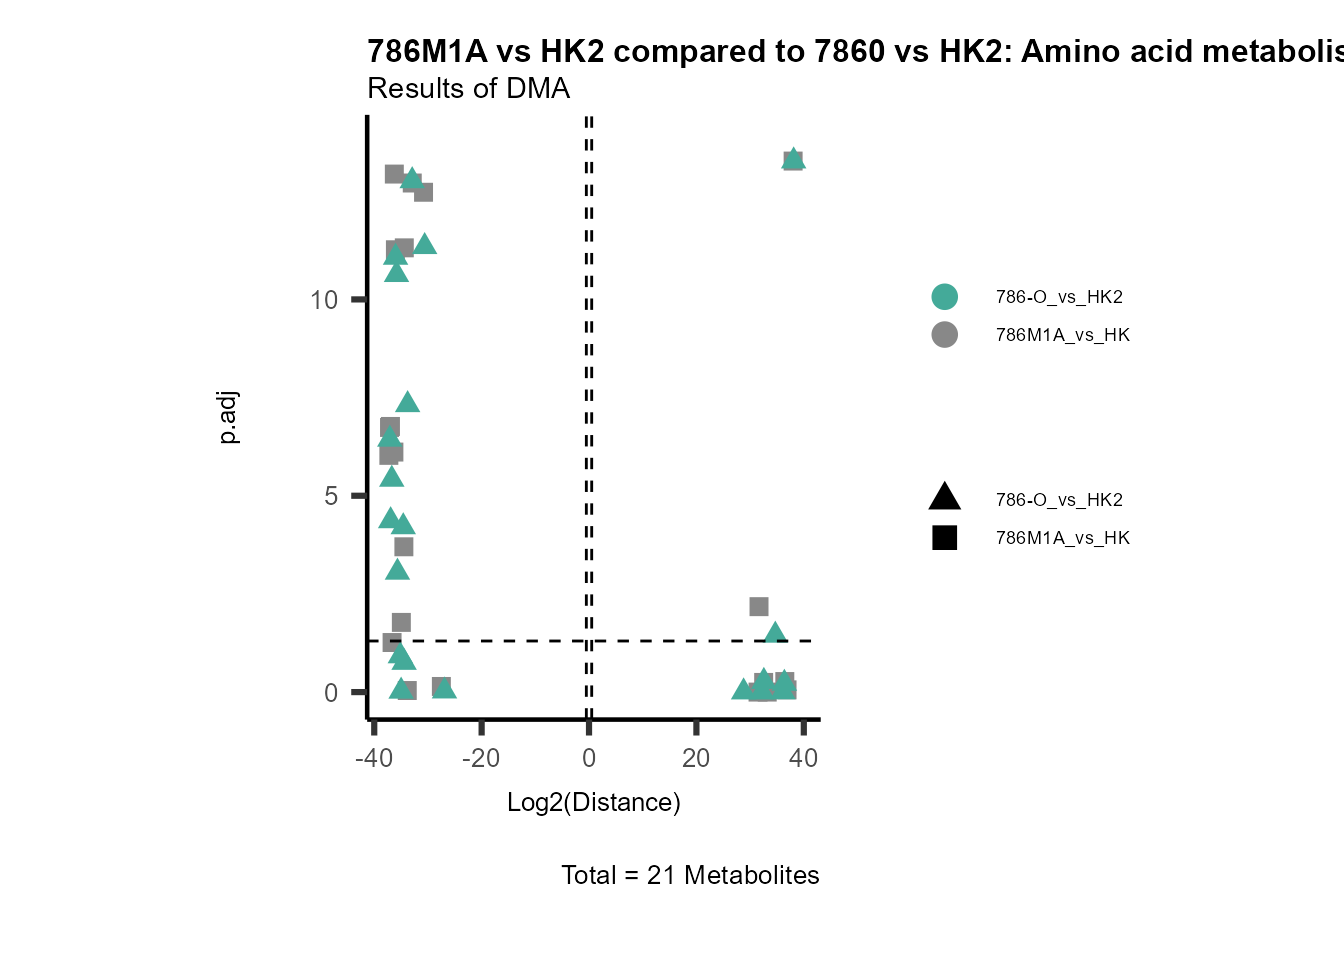 786M1A vs HK2 compared to 7860 vs HK2: Amino acid metabolis
Results of DMA
p.adj
10
5
0
-40
-20
0
20
40
Log2(Distance)
Total = 21 Metabolites
786-O_vs_HK2
786M1A_vs_HK
786-O_vs_HK2
786M1A_vs_HK